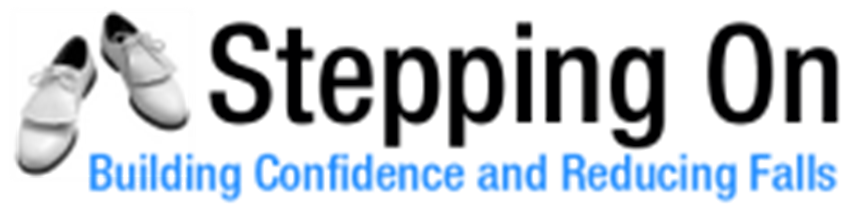 Stepping On
Building Confidence and Reducing Falls